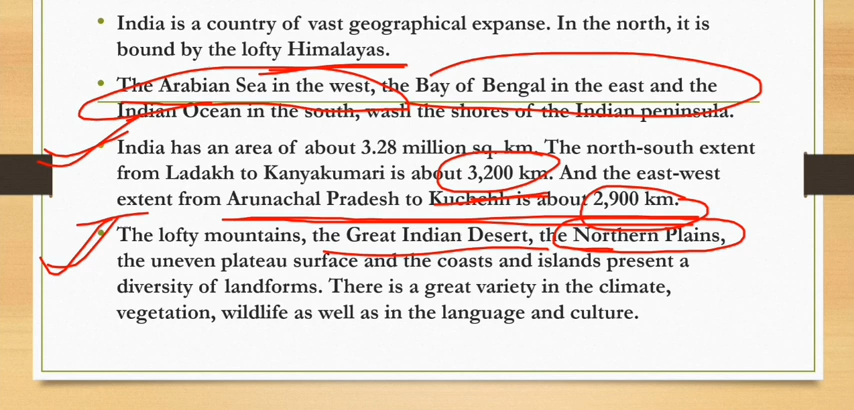 India is a country of vast geographical expanse. In the north, it is
bound by the lofty Himalayas.
The Arabian Sea in the west, the Bay of Bengal in the east and the
Indian Ocean in the south, wash the shores of the Indian peninsula.
India has an area of about 3.28 million sq. km. The north-south extent
from Ladakh to Kanyakumari is about 3,200 km. And the east-west
extent from Arunachal Pradesh to Kuchchh is about 2,900 km.
The lofty mountains, the Great Indian Desert, the Northern Plains,
the uneven plateau surface and the coasts and islands present a
diversity of landforms. There is a great variety in the climate,
vegetation, wildlife as well as in the language and culture.